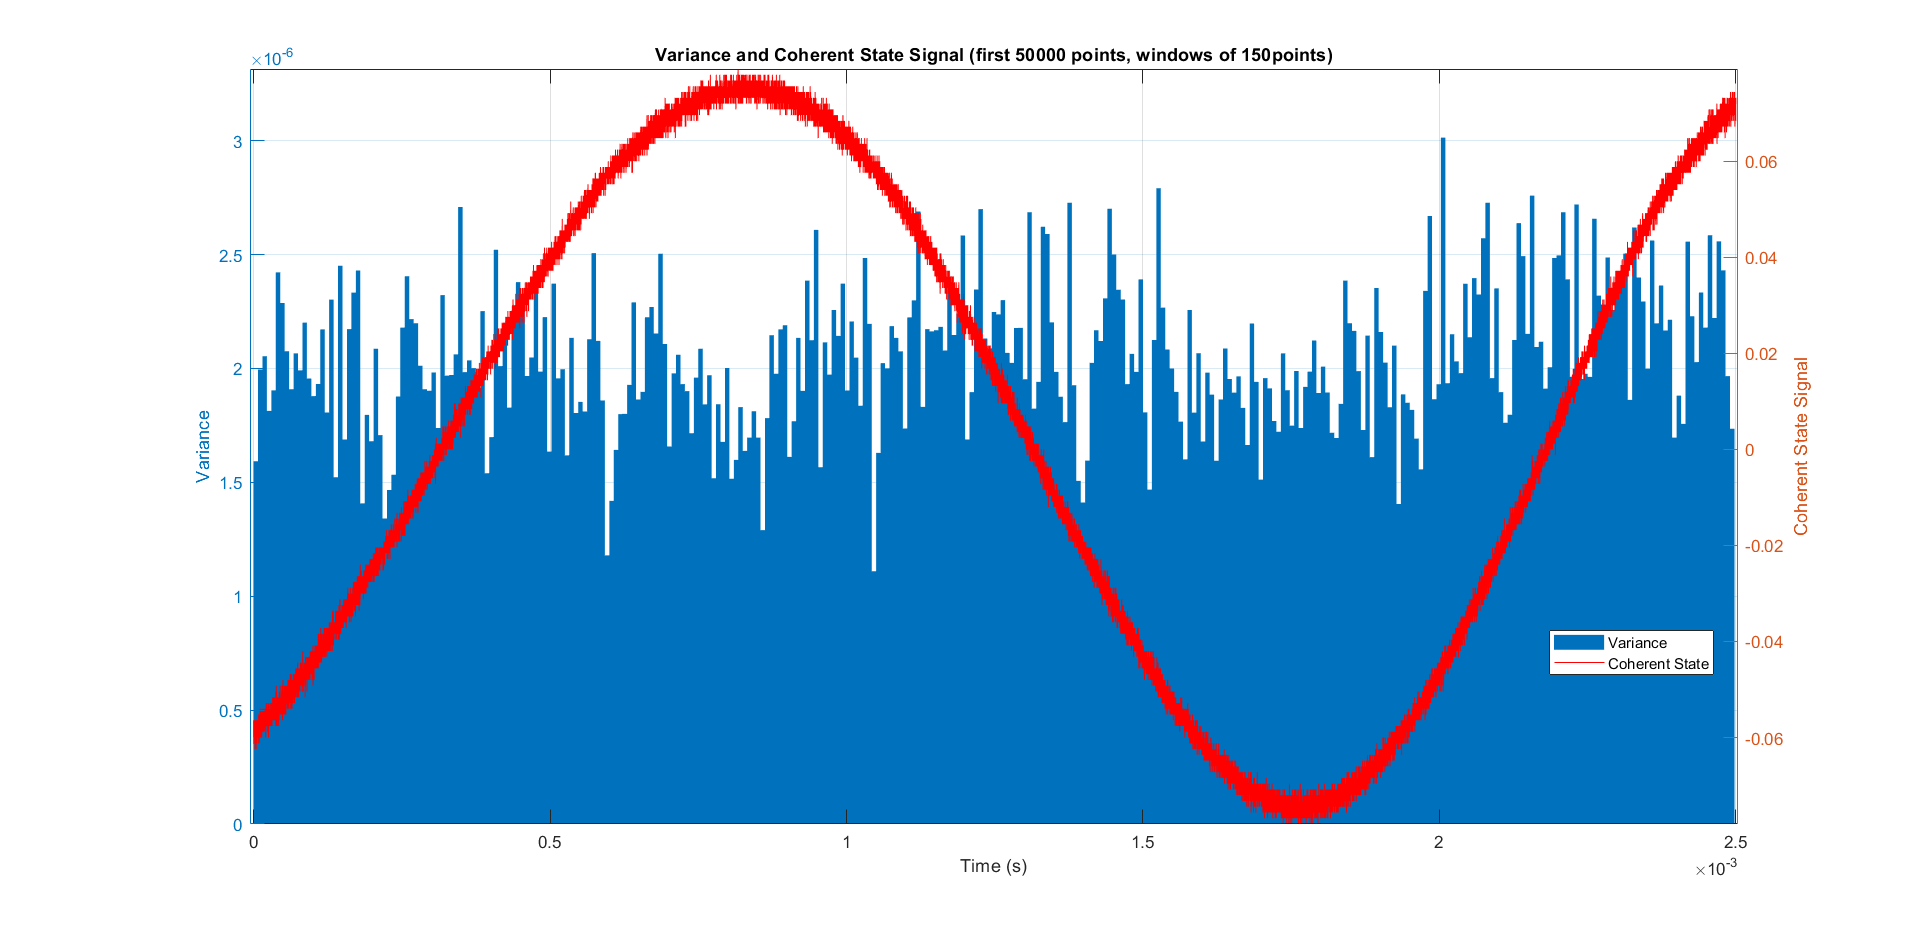 Variance and Coherent State Signal (first 50000 points, windows of 150points)
×10-6
3
2.5
2
1.5
1
0.5
0
Variance
0.06
0.04
0.02
0
-0.02
-0.04
-0.06
Coherent State Signal
Variance
Coherent State
0 0.5 1 1.5 2 2.5
Time (s)
×10-3